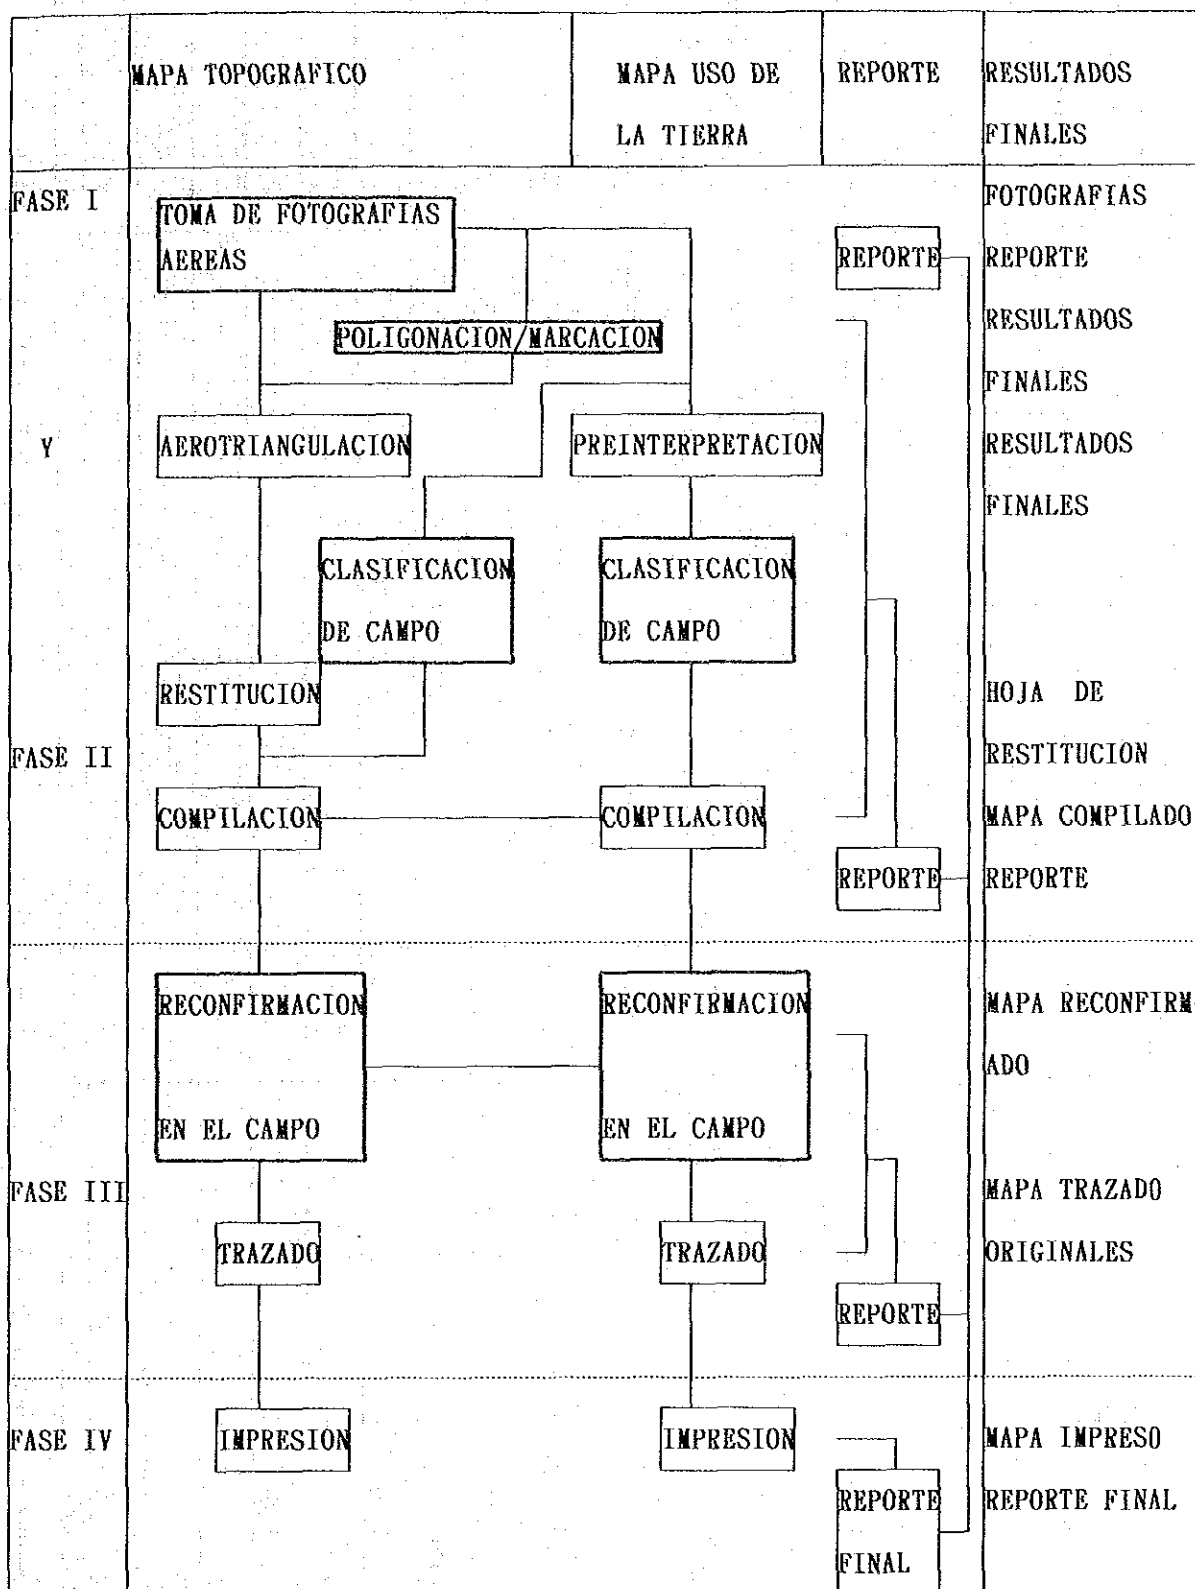 MAPA TOPOGRAFICO
MAPA USO DE
LA TIERRA
REPORTE
RESULTADOS
FINALES
FASE I
TOMA DE FOTOGRAFIAS
AEREAS
FOTOGRAFIAS
REPORTE
REPORTE
POLIGONACION/MARCACION
RESULTADOS
FINALES
Y
AEROTRIANGULACION
PREINTERPRETACION
RESULTADOS
FINALES
CLASIFICACION
DE CAMPO
CLASIFICACION
DE CAMPO
RESTITUCION
HOJA DE
RESTITUCION
FASE II
COMPILACION
COMPILACION
MAPA COMPILADO
REPORTE
REPORTE
RECONFIRMACION
EN EL CAMPO
RECONFIRMACION
EN EL CAMPO
MAPA RECONFIRM
ADO
FASE III
MAPA TRAZADO
TRAZADO
TRAZADO
ORIGINALES
REPORTE
FASE IV
IMPRESION
IMPRESION
MAPA IMPRESO
REPORTE
FINAL
REPORTE FINAL